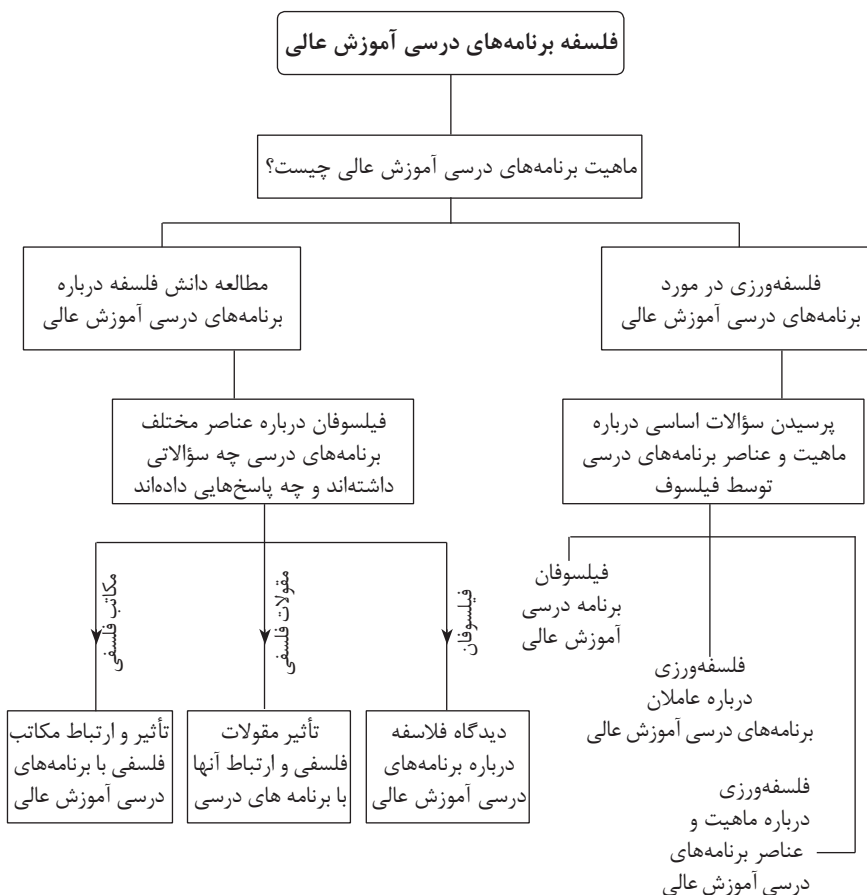 فلسفه برنامه‌های درسی آموزش عالی
ماهیت برنامه‌های درسی آموزش عالی چیست؟
فلسفه‌ورزی در مورد
برنامه‌های درسی آموزش عالی
مطالعه دانش فلسفه درباره
برنامه‌های درسی آموزش عالی
پرسیدن سؤالات اساسی درباره
ماهیت و عناصر برنامه‌های درسی
توسط فیلسوف
فیلسوفان درباره عناصر مختلف
برنامه‌های درسی چه سؤالاتی
داشته‌اند و چه پاسخ‌هایی داده‌اند
فیلسوفان
برنامه درسی
آموزش عالی
فلسفه‌ورزی
درباره عاملان
برنامه‌های درسی آموزش عالی
فلسفه‌ورزی
درباره ماهیت و
عناصر برنامه‌های
درسی آموزش عالی
فیلسوفان
مقولات فلسفی
مکاتب فلسفی
دیدگاه فلاسفه
درباره برنامه‌های
درسی آموزش عالی
تأثیر مقولات
فلسفی و ارتباط آنها
با برنامه های درسی
تأثیر و ارتباط مکاتب
فلسفی با برنامه‌های
درسی آموزش عالی